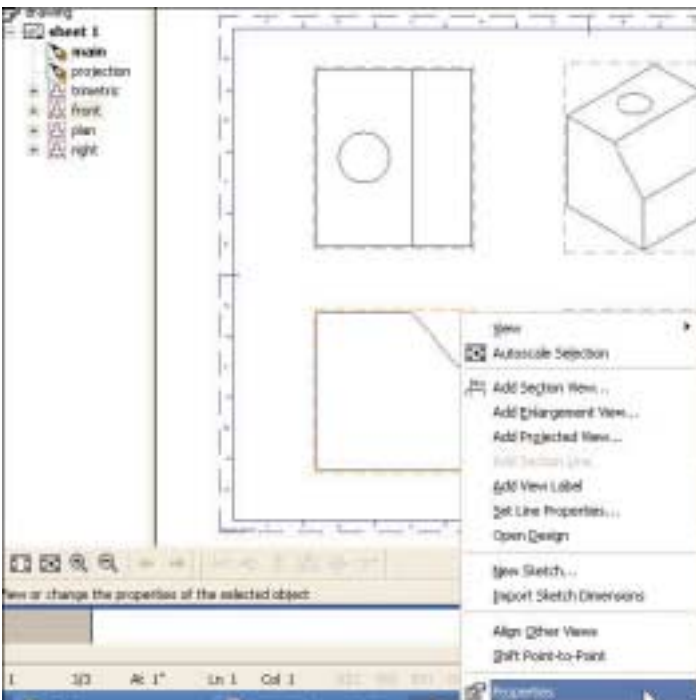 drawing
sheet 1
main
projection
trimetric
front
plan
right
View
Autoscale Selection
Add Section View...
Add Enlargement View...
Add Projected View...
Add Section Line
Add View Label
Set Line Properties...
Open Design
New Sketch...
Import Sketch Dimensions
Align Other Views
Shift Point-to-Point
Properties
View or change the properties of the selected object
1 1/3 At 1" Ln 1 Col 1